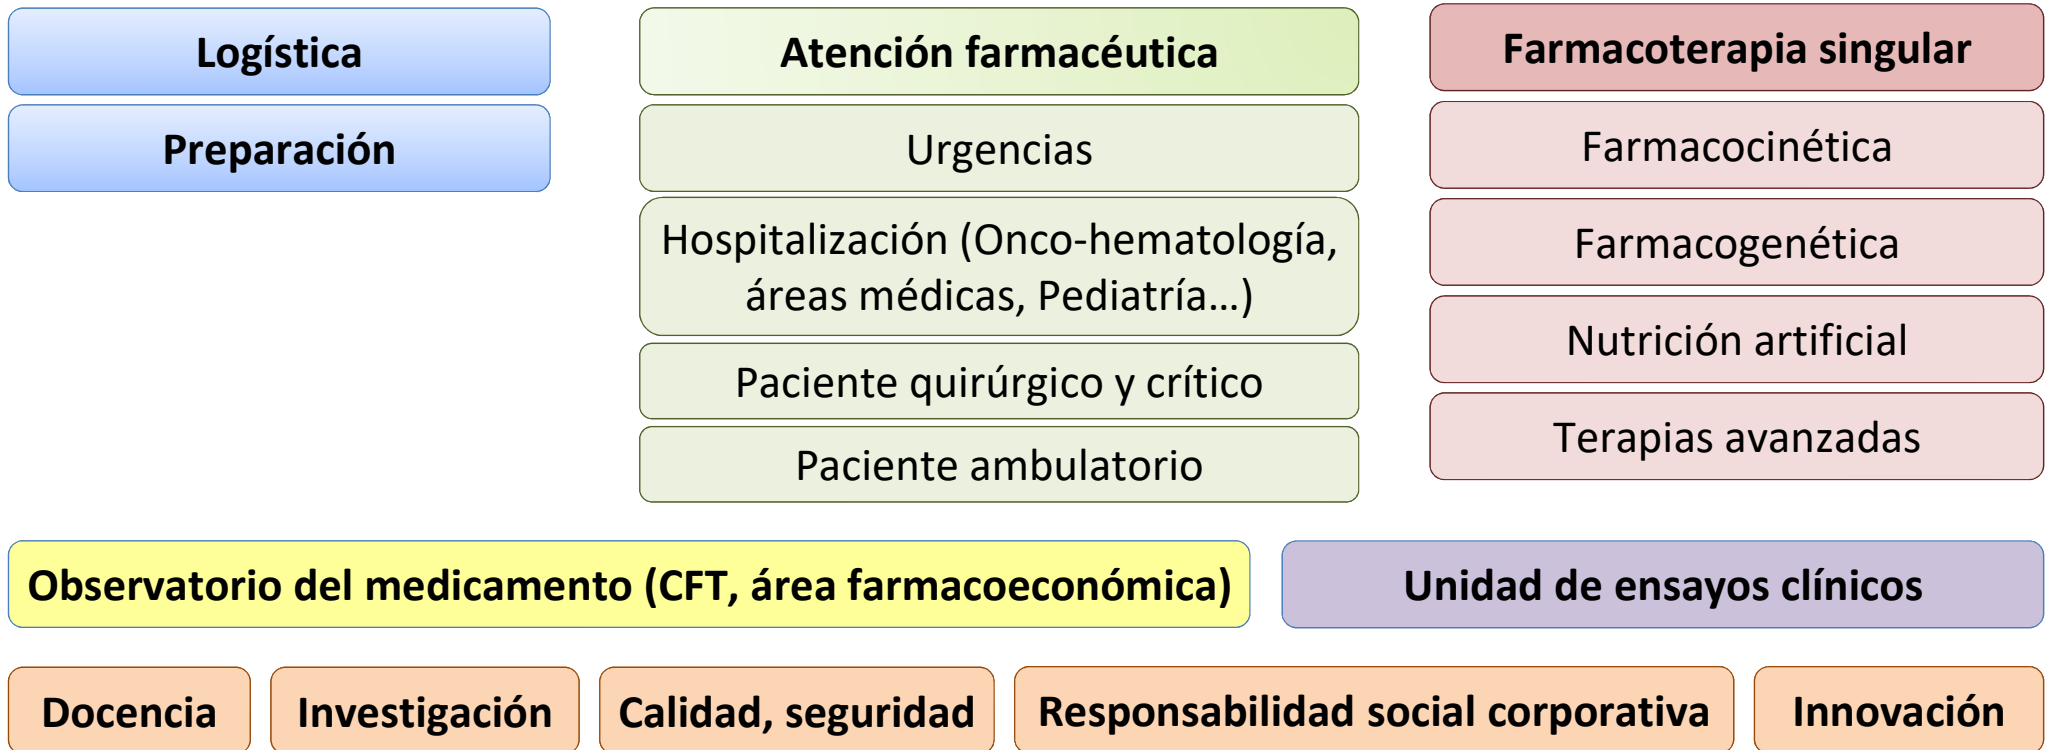 Logística
Preparación
Atención farmacéutica
Urgencias
Hospitalización (Onco-hematología,
áreas médicas, Pediatría…)
Paciente quirúrgico y crítico
Paciente ambulatorio
Farmacoterapia singular
Farmacocinética
Farmacogenética
Nutrición artificial
Terapias avanzadas
Observatorio del medicamento (CFT, área farmacoeconómica)
Unidad de ensayos clínicos
Docencia
Investigación
Calidad, seguridad
Responsabilidad social corporativa
Innovación